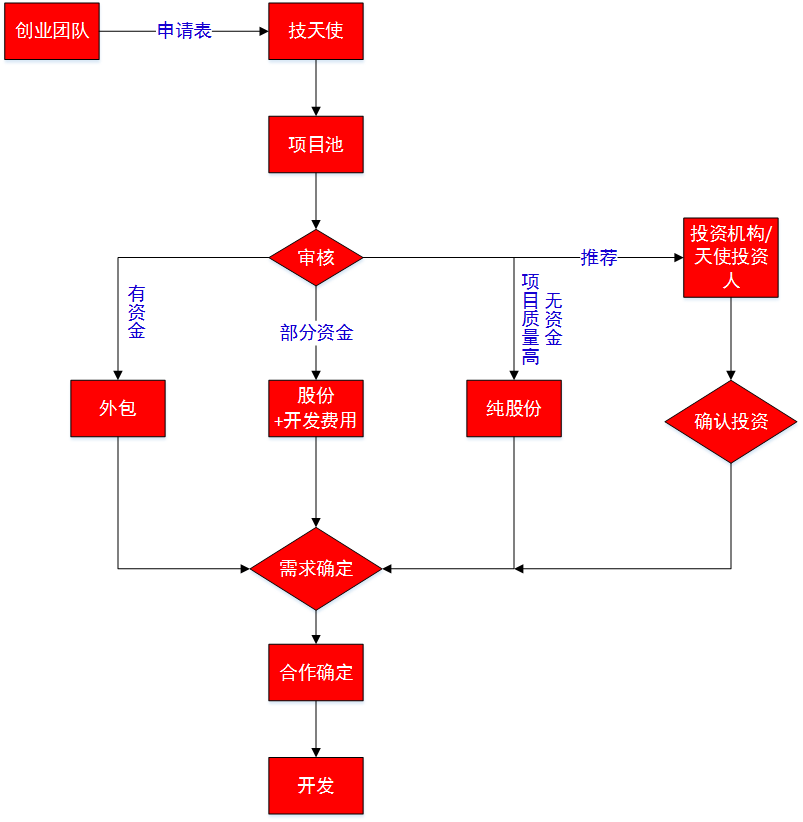 创业团队
申请表
技天使
项目池
审核
推荐
投资机构/
天使投资
人
有资金
部分资金
项目质量高
无资金
外包
股份
+开发费用
纯股份
确认投资
需求确定
合作确定
开发